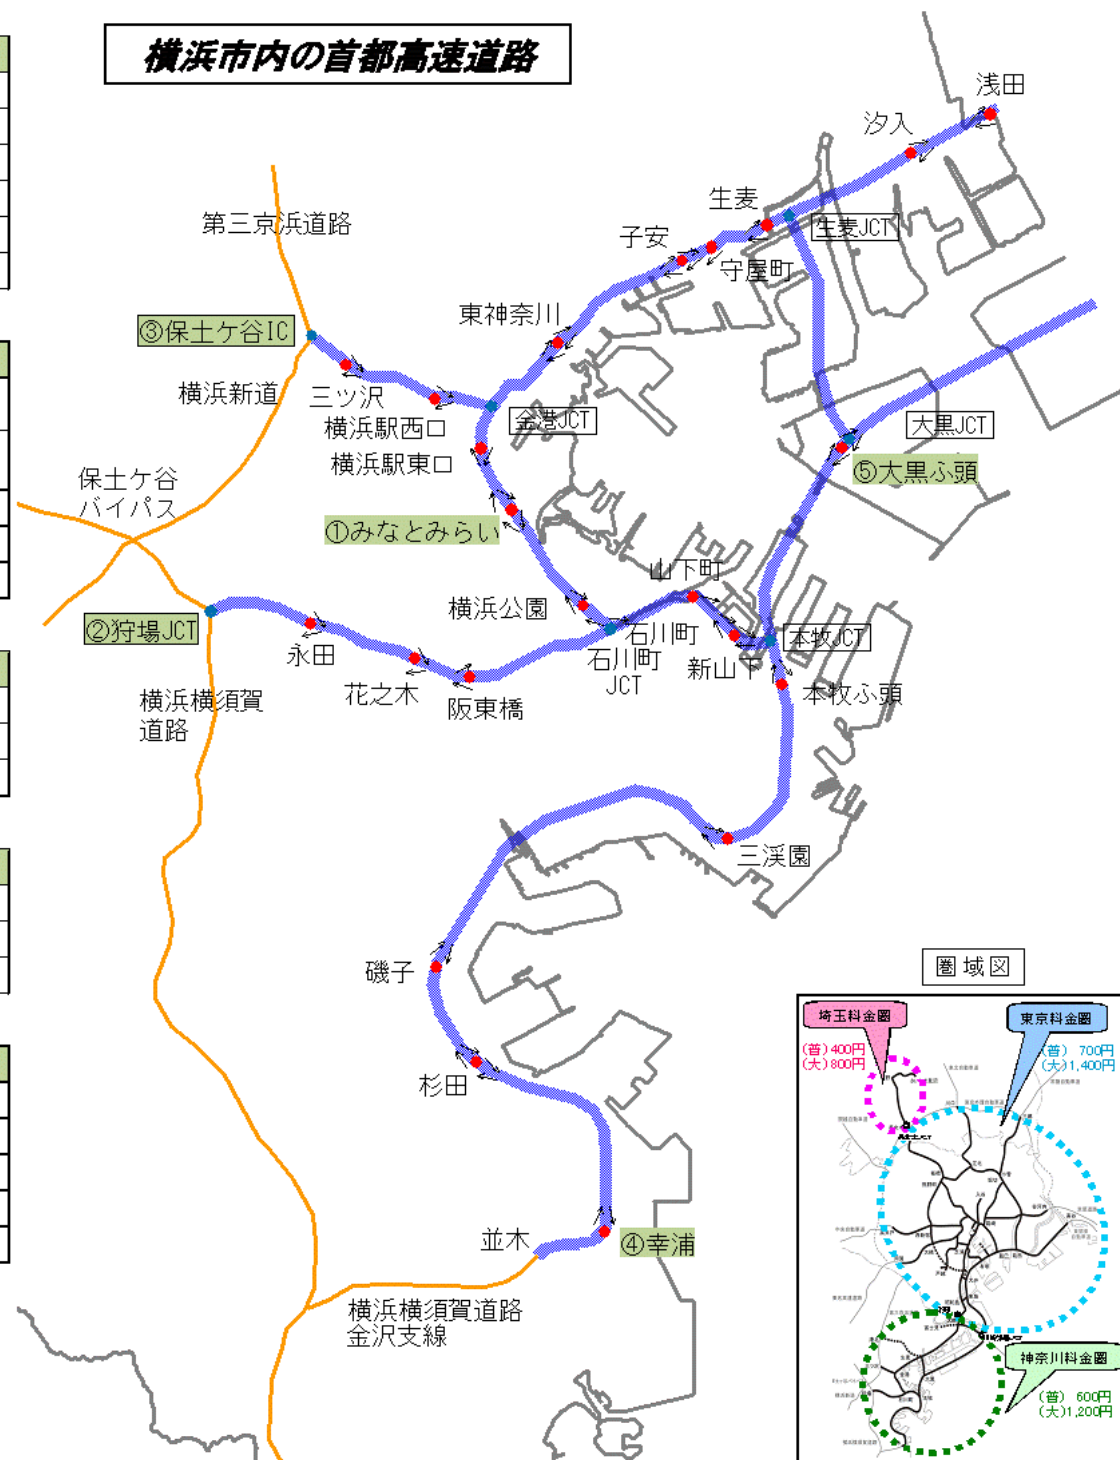 横浜市内の首都高速道路
浅田
汐入
生麦
生麦JCT
子安
守屋町
第三京浜道路
東神奈川
③保土ケ谷IC
横浜新道
三ツ沢
横浜駅西口
金港JCT
大黒JCT
横浜駅東口
⑤大黒ふ頭
保土ケ谷
バイパス
①みなとみらい
山下町
横浜公園
②狩場JCT
石川町
石川町
JCT
本牧JCT
永田
新山下
花之木
阪東橋
本牧ふ頭
横浜横須賀
道路
三渓園
磯子
杉田
並木
④幸浦
横浜横須賀道路
金沢支線
圏域図
埼玉料金圏
(普)400円
(大)800円
東京料金圏
(普) 700円
(大)1,400円
神奈川料金圏
(普) 600円
(大)1,200円